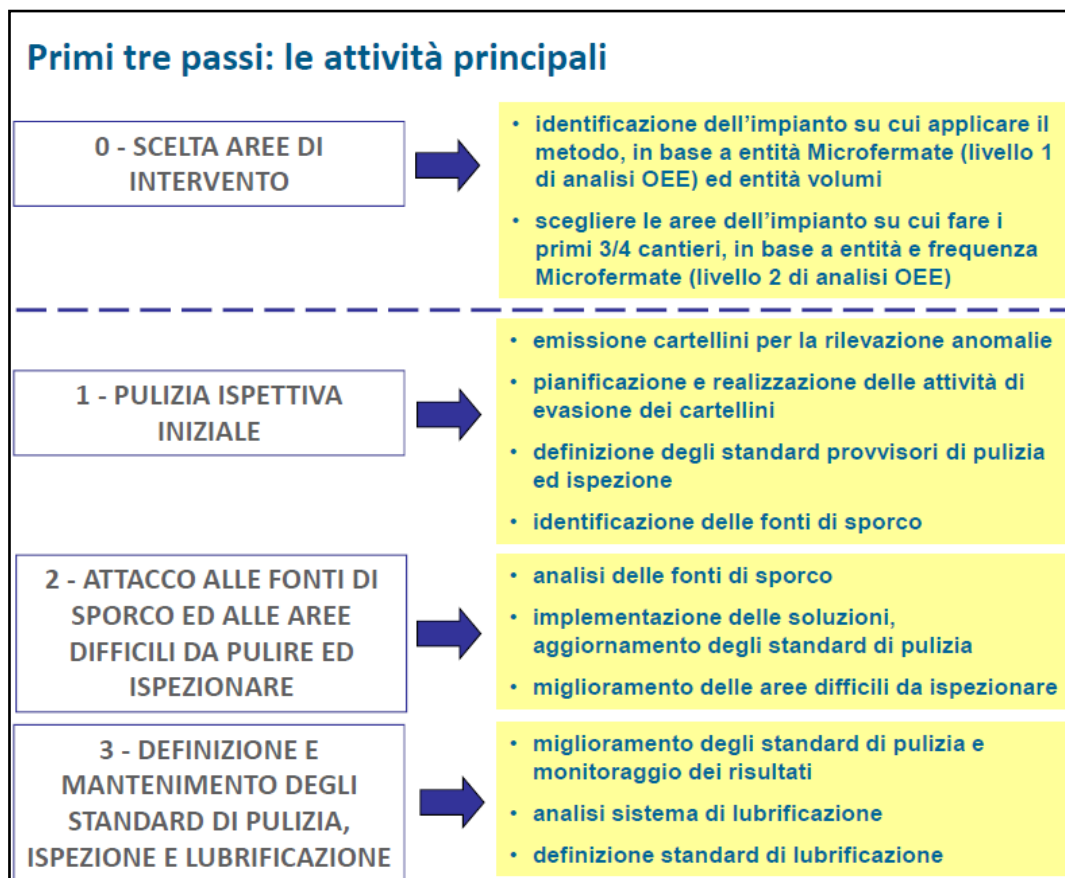 Primi tre passi: le attività principali
0 - SCELTA AREE DI
INTERVENTO
• identificazione dell'impianto su cui applicare il
metodo, in base a entità Microfermate (livello 1
di analisi OEE) ed entità volumi
• scegliere le aree dell'impianto su cui fare i
primi 3/4 cantieri, in base a entità e frequenza
Microfermate (livello 2 di analisi OEE)
1 - PULIZIA ISPETTIVA
INIZIALE
• emissione cartellini per la rilevazione anomalie
• pianificazione e realizzazione delle attività di
evasione dei cartellini
• definizione degli standard provvisori di pulizia
ed ispezione
• identificazione delle fonti di sporco
2 - ATTACCO ALLE FONTI DI
SPORCO ED ALLE AREE
DIFFICILI DA PULIRE ED
ISPEZIONARE
• analisi delle fonti di sporco
• implementazione delle soluzioni,
aggiornamento degli standard di pulizia
• miglioramento delle aree difficili da ispezionare
3 - DEFINIZIONE E
MANTENIMENTO DEGLI
STANDARD DI PULIZIA,
ISPEZIONE E LUBRIFICAZIONE
• miglioramento degli standard di pulizia e
monitoraggio dei risultati
• analisi sistema di lubrificazione
• definizione standard di lubrificazione